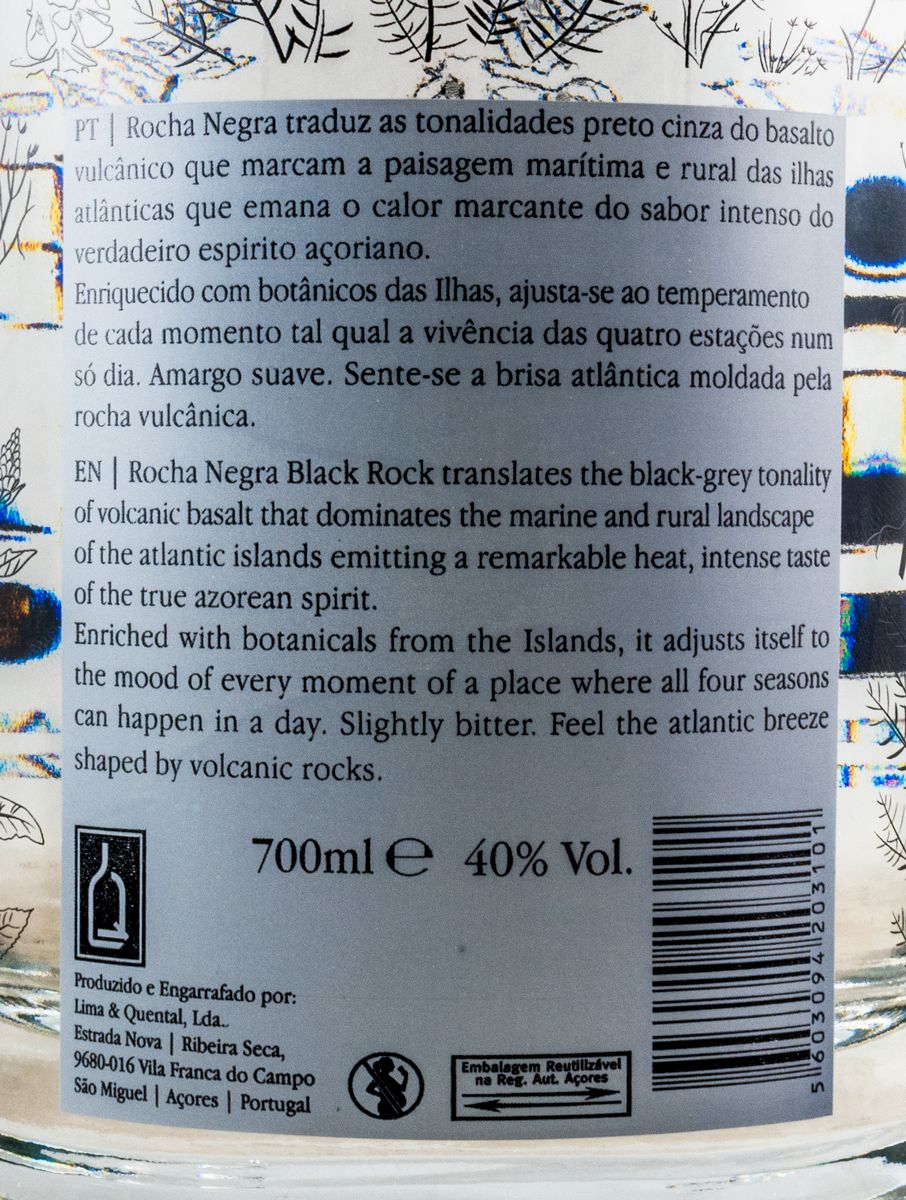 PT | Rocha Negra traduz as tonalidades preto cinza do basalto
vulcânico que marcam a paisagem marítima e rural das ilhas
atlânticas que emana o calor marcante do sabor intenso do
verdadeiro espirito açoriano.
Enriquecido com botânicos das Ilhas, ajusta-se ao temperamento
de cada momento tal qual a vivência das quatro estações num
só dia. Amargo suave. Sente-se a brisa atlântica moldada pela
rocha vulcânica.
EN | Rocha Negra Black Rock translates the black-grey tonality
of volcanic basalt that dominates the marine and rural landscape
of the atlantic islands emitting a remarkable heat, intense taste
of the true azorean spirit.
Enriched with botanicals from the Islands, it adjusts itself to
the mood of every moment of a place where all four seasons
can happen in a day. Slightly bitter. Feel the atlantic breeze
shaped by volcanic rocks.
700ml ℮ 40% Vol.
Produzido e Engarrafado por:
Lima & Quental, Lda..
Estrada Nova | Ribeira Seca,
9680-016 Vila Franca do Campo
São Miguel | Açores | Portugal
Embalagem Reutilizável
na Reg. Aut. Açores
5 603094 203101